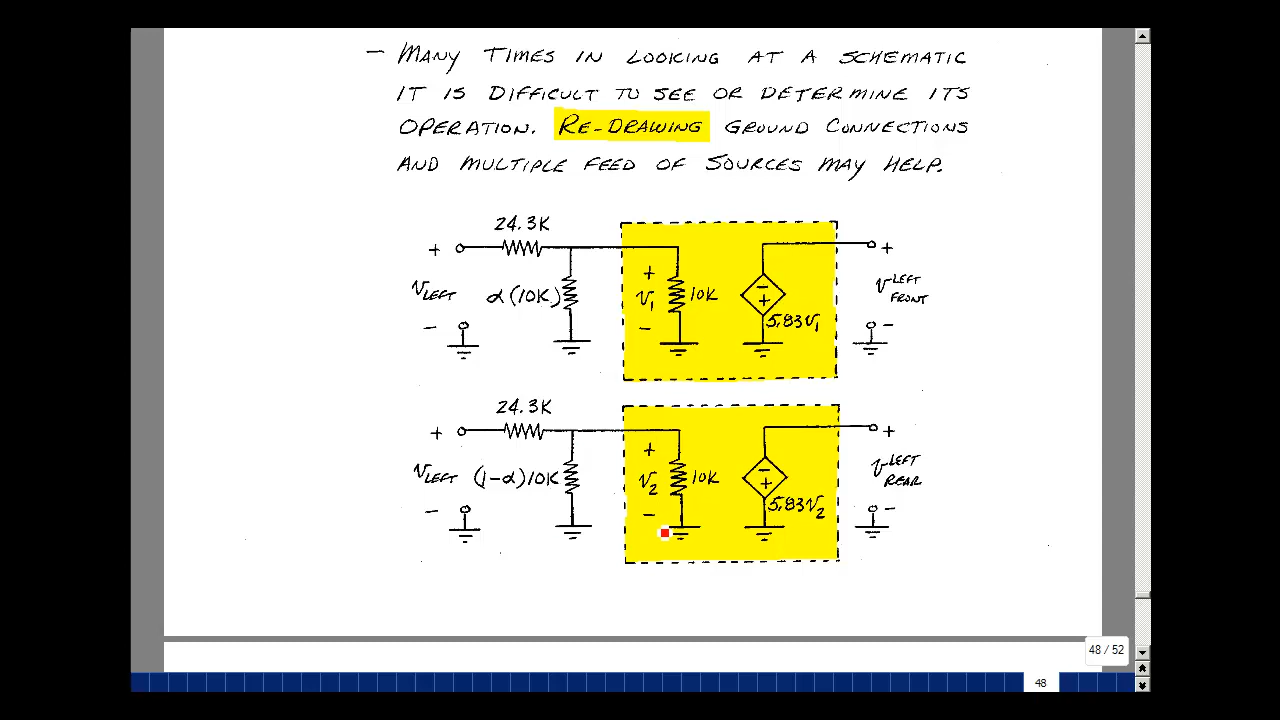 — MANY TIMES IN LOOKING AT A SCHEMATIC
IT IS DIFFICULT TO SEE OR DETERMINE ITS
OPERATION. RE-DRAWING GROUND CONNECTIONS
AND MULTIPLE FEED OF SOURCES MAY HELP.
24.3K
+ + +
VLEFT α(10K) V1 10K − + 5.83V1 vLEFT FRONT
− − −
24.3K
+ + +
VLEFT (1-α)10K V2 10K − + 5.83V2 vLEFT REAR
− − −
48 / 52
48